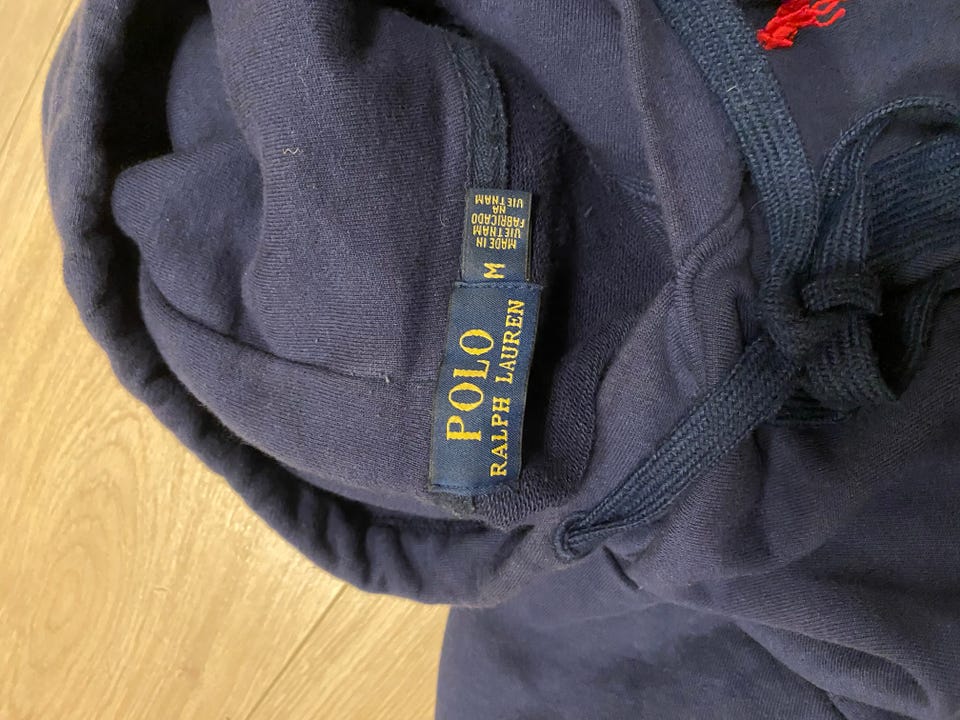 POLO
RALPH LAUREN
M
MADE IN
VIETNAM
FABRICADO
NA
VIETNAM